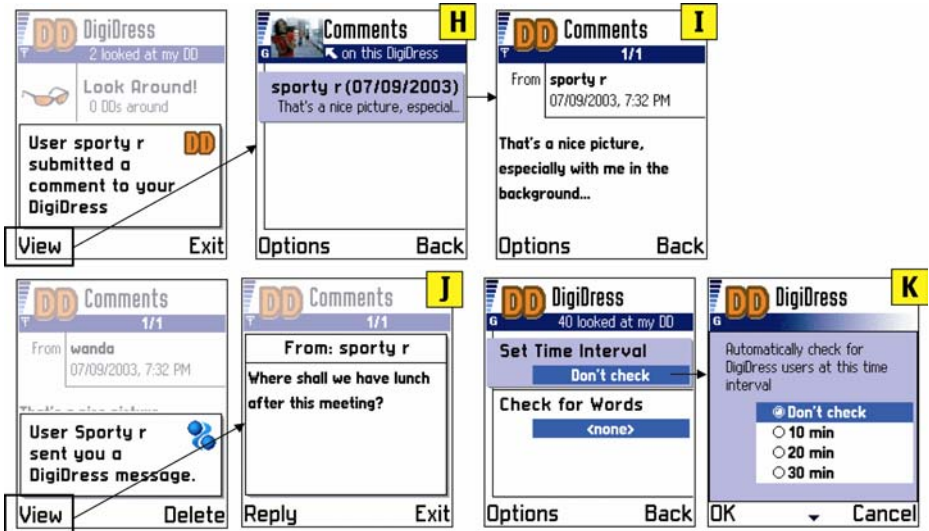 DD DigiDress
T 2 looked at my DD
Look Around!
0 DDs around
User sporty r DD
submitted a
comment to your
DigiDress
View Exit
H
Comments
G on this DigiDress
sporty r (07/09/2003)
That's a nice picture, especial...
Options Back
I
DD Comments
T 1/1
From sporty r
07/09/2003, 7:32 PM
That's a nice picture,
especially with me in the
background...
Options Back
DD Comments
T 1/1
From wanda
07/09/2003, 7:32 PM
That's a nice picture
User Sporty r
sent you a
DigiDress message.
View Delete
J
DD Comments
T 1/1
From: sporty r
Where shall we have lunch
after this meeting?
Reply Exit
DD DigiDress
G 40 looked at my DD
Set Time Interval
Don't check
Check for Words
<none>
Options Back
K
DD DigiDress
G
Automatically check for
DigiDress users at this time
interval
Don't check
10 min
20 min
30 min
OK Cancel